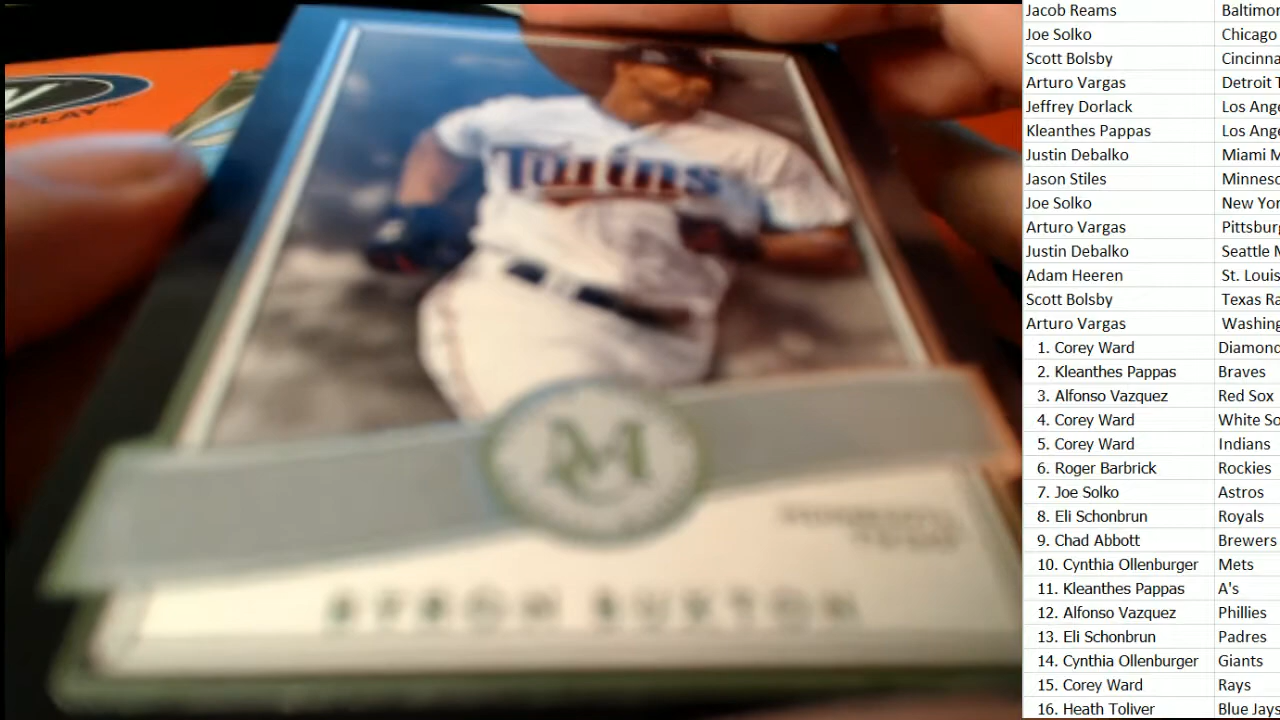 SPLAY
Twins
BYRON BUXTON
Jacob Reams Baltimor
Joe Solko Chicago
Scott Bolsby Cincinna
Arturo Vargas Detroit T
Jeffrey Dorlack Los Ange
Kleanthes Pappas Los Ange
Justin Debalko Miami M
Jason Stiles Minneso
Joe Solko New Yor
Arturo Vargas Pittsburg
Justin Debalko Seattle M
Adam Heeren St. Louis
Scott Bolsby Texas Ra
Arturo Vargas Washing
1. Corey Ward Diamond
2. Kleanthes Pappas Braves
3. Alfonso Vazquez Red Sox
4. Corey Ward White So
5. Corey Ward Indians
6. Roger Barbrick Rockies
7. Joe Solko Astros
8. Eli Schonbrun Royals
9. Chad Abbott Brewers
10. Cynthia Ollenburger Mets
11. Kleanthes Pappas A's
12. Alfonso Vazquez Phillies
13. Eli Schonbrun Padres
14. Cynthia Ollenburger Giants
15. Corey Ward Rays
16. Heath Toliver Blue Jays